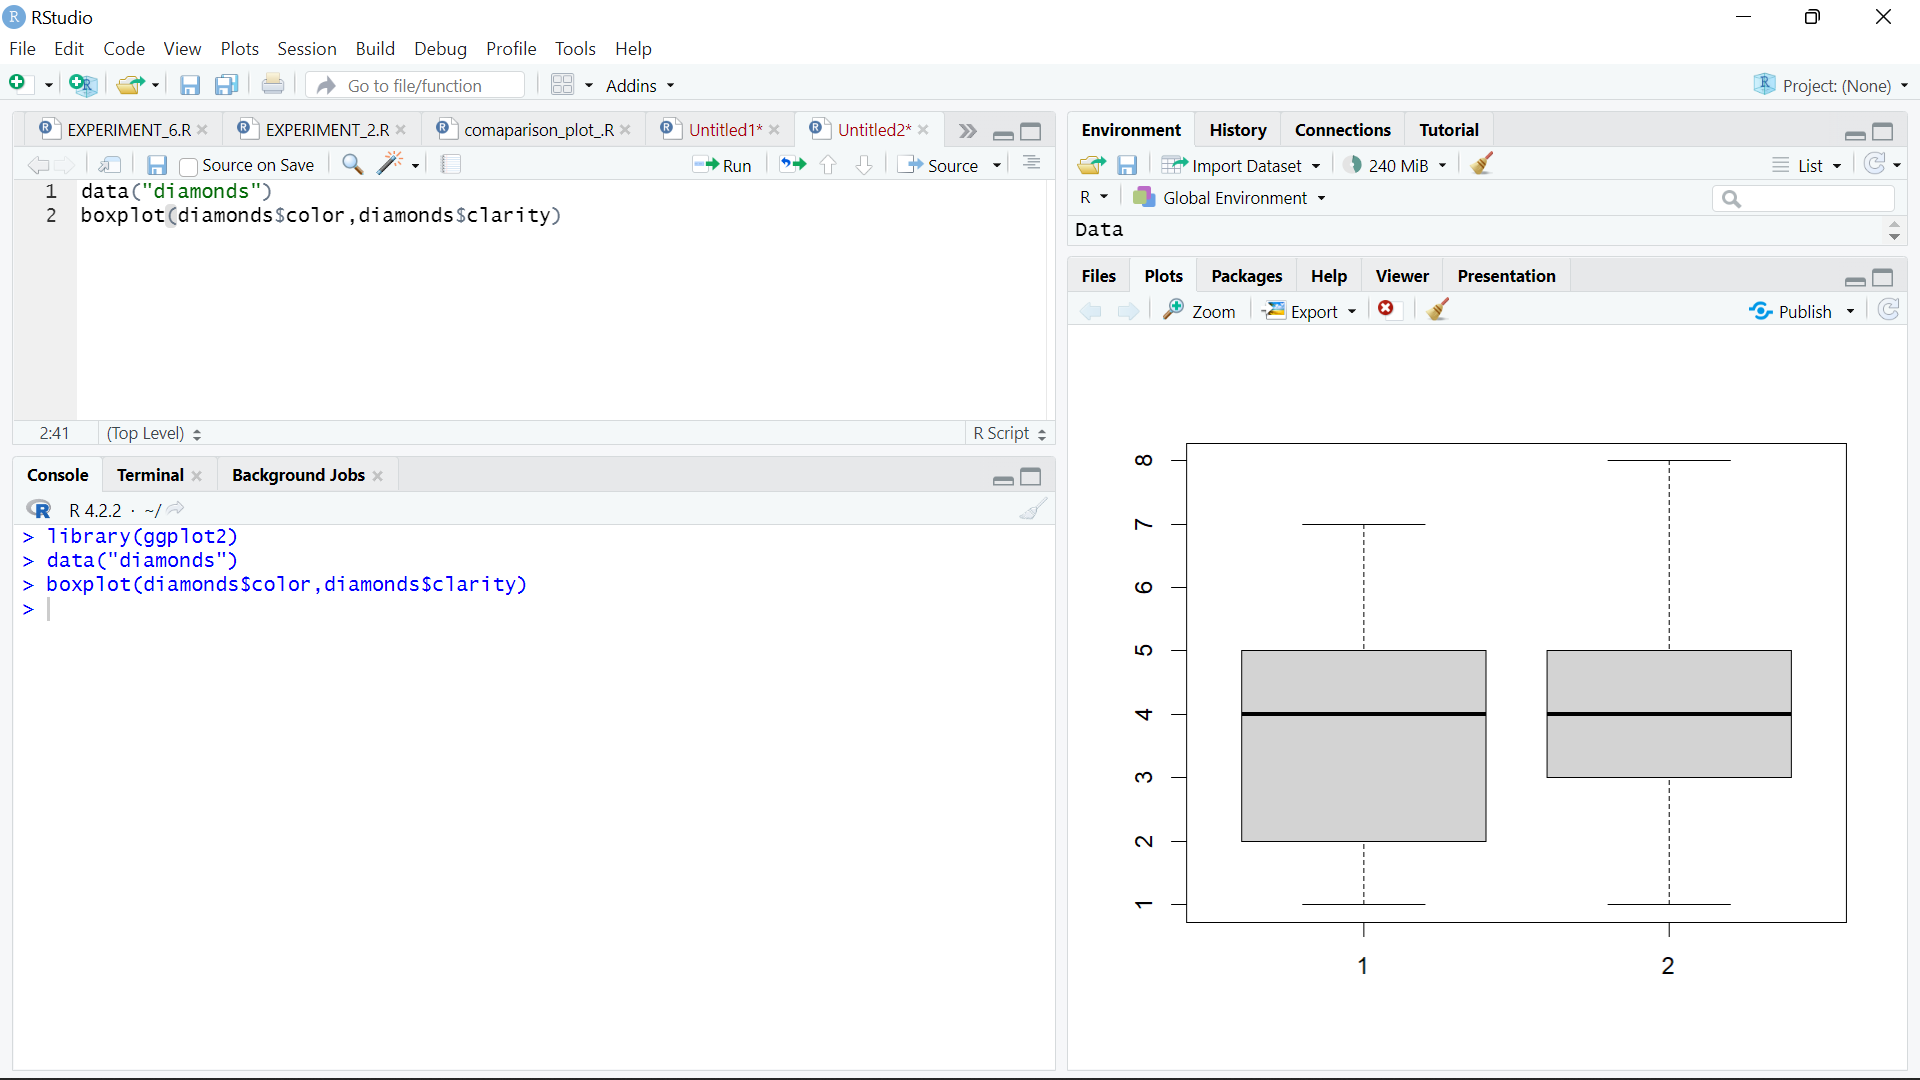 R RStudio
File Edit Code View Plots Session Build Debug Profile Tools Help
R Go to file/function Addins R Project: (None)
R EXPERIMENT_6.R R EXPERIMENT_2.R R comaparison_plot_.R R Untitled1* R Untitled2*
Source on Save Run Source
1 data("diamonds")
2 boxplot(diamonds$color,diamonds$clarity)
2:41 (Top Level) R Script
Console Terminal Background Jobs
R R 4.2.2 · ~/
> library(ggplot2)
> data("diamonds")
> boxplot(diamonds$color,diamonds$clarity)
>
Environment History Connections Tutorial
Import Dataset 240 MiB List
R Global Environment
Data
Files Plots Packages Help Viewer Presentation
Zoom Export Publish
8
7
6
5
4
3
2
1
1 2